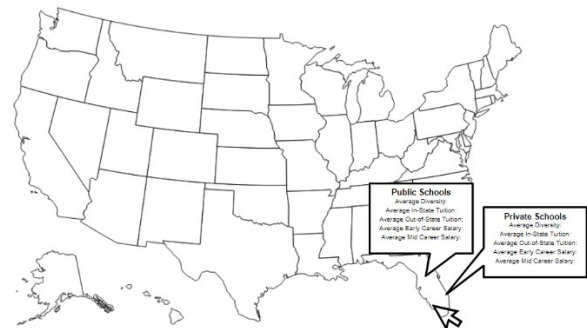 Public Schools
Average Diversity:
Average In-State Tuition:
Average Out-of-State Tuition:
Average Early Career Salary:
Average Mid Career Salary:
Private Schools
Average Diversity:
Average In-State Tuition:
Average Out-of-State Tuition:
Average Early Career Salary:
Average Mid Career Salary: